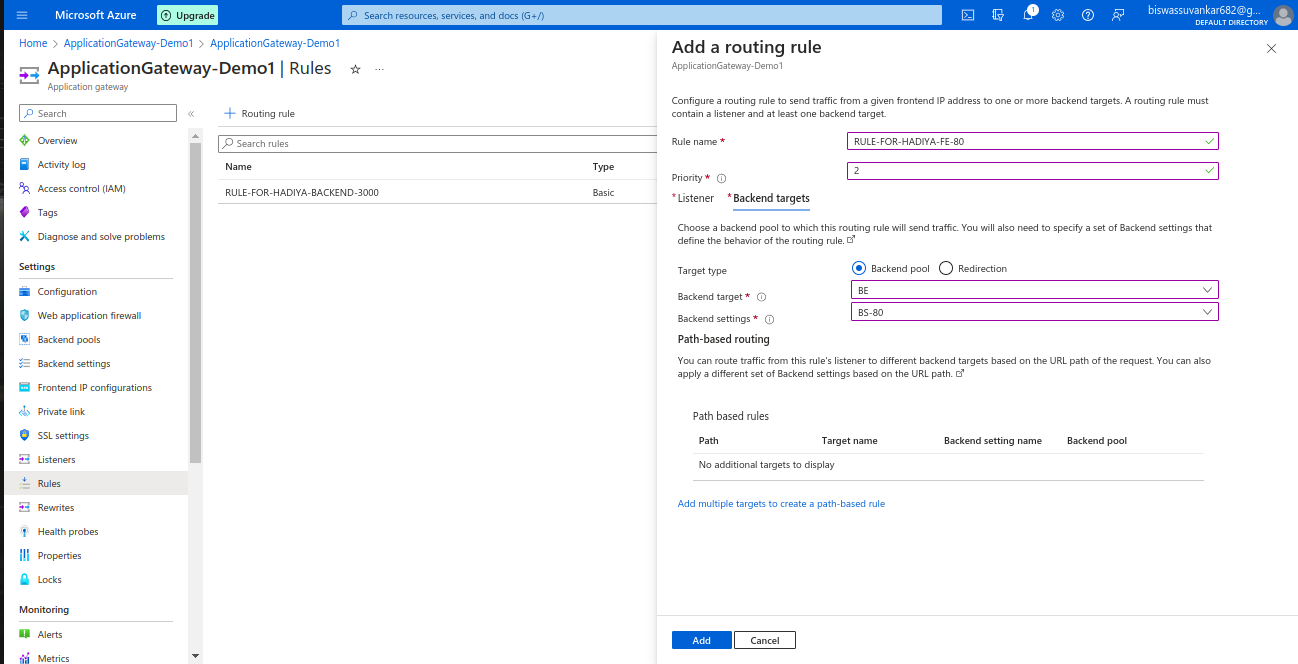 Microsoft Azure
Upgrade
Search resources, services, and docs (G+/)
1
biswassuvankar682@g...
DEFAULT DIRECTORY
Home > ApplicationGateway-Demo1 > ApplicationGateway-Demo1
ApplicationGateway-Demo1 | Rules
...
Application gateway
Search
«
Overview
Activity log
Access control (IAM)
Tags
Diagnose and solve problems
Settings
Configuration
Web application firewall
Backend pools
Backend settings
Frontend IP configurations
Private link
SSL settings
Listeners
Rules
Rewrites
Health probes
Properties
Locks
Monitoring
Alerts
Metrics
+ Routing rule
Search rules
Name Type
RULE-FOR-HADIYA-BACKEND-3000 Basic
Add a routing rule
ApplicationGateway-Demo1
Configure a routing rule to send traffic from a given frontend IP address to one or more backend targets. A routing rule must
contain a listener and at least one backend target.
Rule name * RULE-FOR-HADIYA-FE-80
Priority * 2
* Listener * Backend targets
Choose a backend pool to which this routing rule will send traffic. You will also need to specify a set of Backend settings that
define the behavior of the routing rule.
Target type Backend pool Redirection
Backend target * BE
Backend settings * BS-80
Path-based routing
You can route traffic from this rule's listener to different backend targets based on the URL path of the request. You can also
apply a different set of Backend settings based on the URL path.
Path based rules
Path Target name Backend setting name Backend pool
No additional targets to display
Add multiple targets to create a path-based rule
Add Cancel